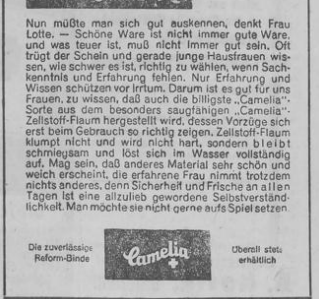 Nun müßte man sich gut auskennen, denkt Frau
Lotte. — Schöne Ware ist nicht immer gute Ware,
und was teuer ist, muß nicht immer gut sein. Oft
trügt der Schein und gerade junge Hausfrauen wis-
sen, wie schwer es ist, richtig zu wählen, wenn Sach-
kenntnis und Erfahrung fehlen. Nur Erfahrung und
Wissen schützen vor Irrtum. Darum ist es gut für uns
Frauen, zu wissen, daß auch die billigste „Camelia"-
Sorte aus dem besonders saugfähigen „Camelia"-
Zellstoff-Flaum hergestellt wird, dessen Vorzüge sich
erst beim Gebrauch so richtig zeigen. Zellstoff-Flaum
klumpt nicht und wird nicht hart, sondern bleibt
schmiegsam und löst sich im Wasser vollständig
auf. Mag sein, daß anderes Material sehr schön und
weich erscheint, die erfahrene Frau nimmt trotzdem
nichts anderes, denn Sicherheit und Frische an allen
Tagen ist eine allzulieb gewordene Selbstverständ-
lichkeit. Man möchte sie nicht gerne aufs Spiel setzen.
Die zuverlässige
Reform-Binde
Camelia
Überall stets
erhältlich